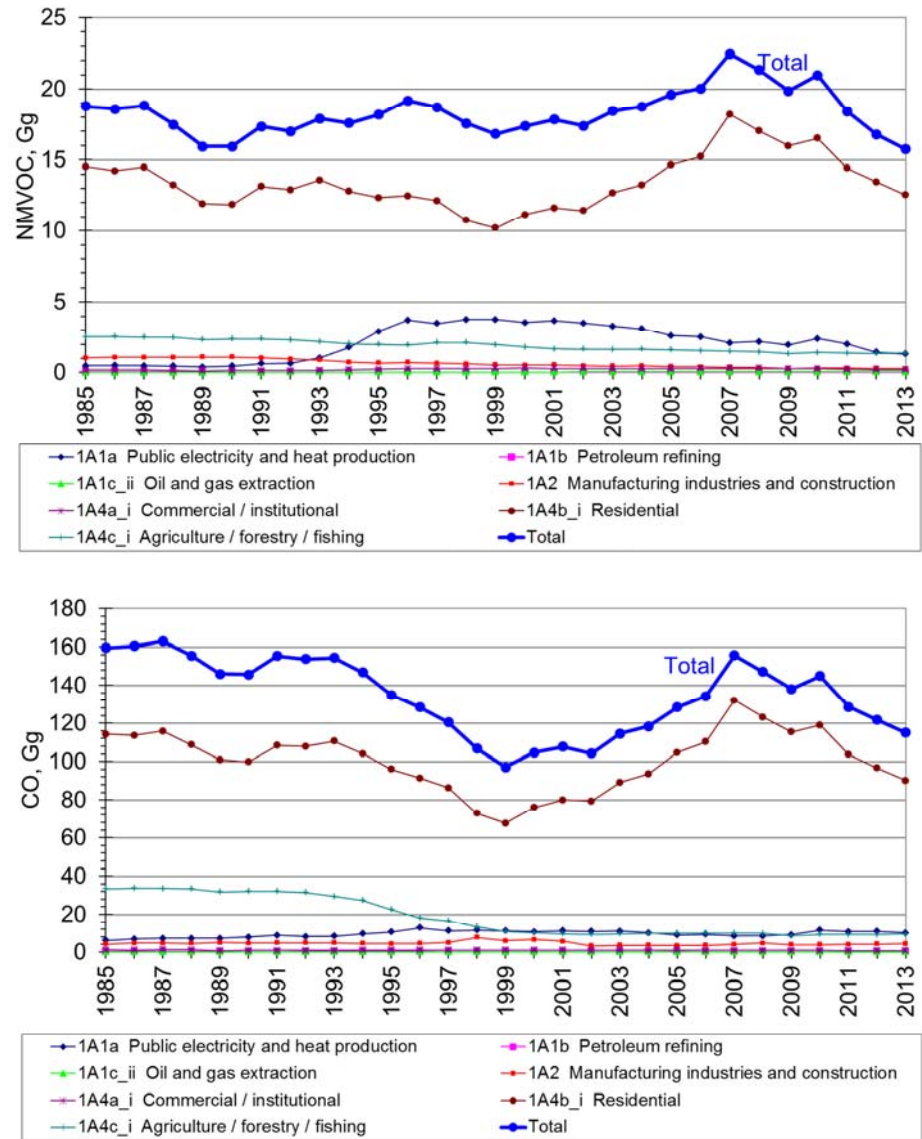 25
20
15
10
5
0
NMVOC, Gg
Total
1985 1987 1989 1991 1993 1995 1997 1999 2001 2003 2005 2007 2009 2011 2013
1A1a Public electricity and heat production 1A1b Petroleum refining
1A1c_ii Oil and gas extraction 1A2 Manufacturing industries and construction
1A4a_i Commercial / institutional 1A4b_i Residential
1A4c_i Agriculture / forestry / fishing Total
180
160
140
120
100
80
60
40
20
0
CO, Gg
Total
1985 1987 1989 1991 1993 1995 1997 1999 2001 2003 2005 2007 2009 2011 2013
1A1a Public electricity and heat production 1A1b Petroleum refining
1A1c_ii Oil and gas extraction 1A2 Manufacturing industries and construction
1A4a_i Commercial / institutional 1A4b_i Residential
1A4c_i Agriculture / forestry / fishing Total